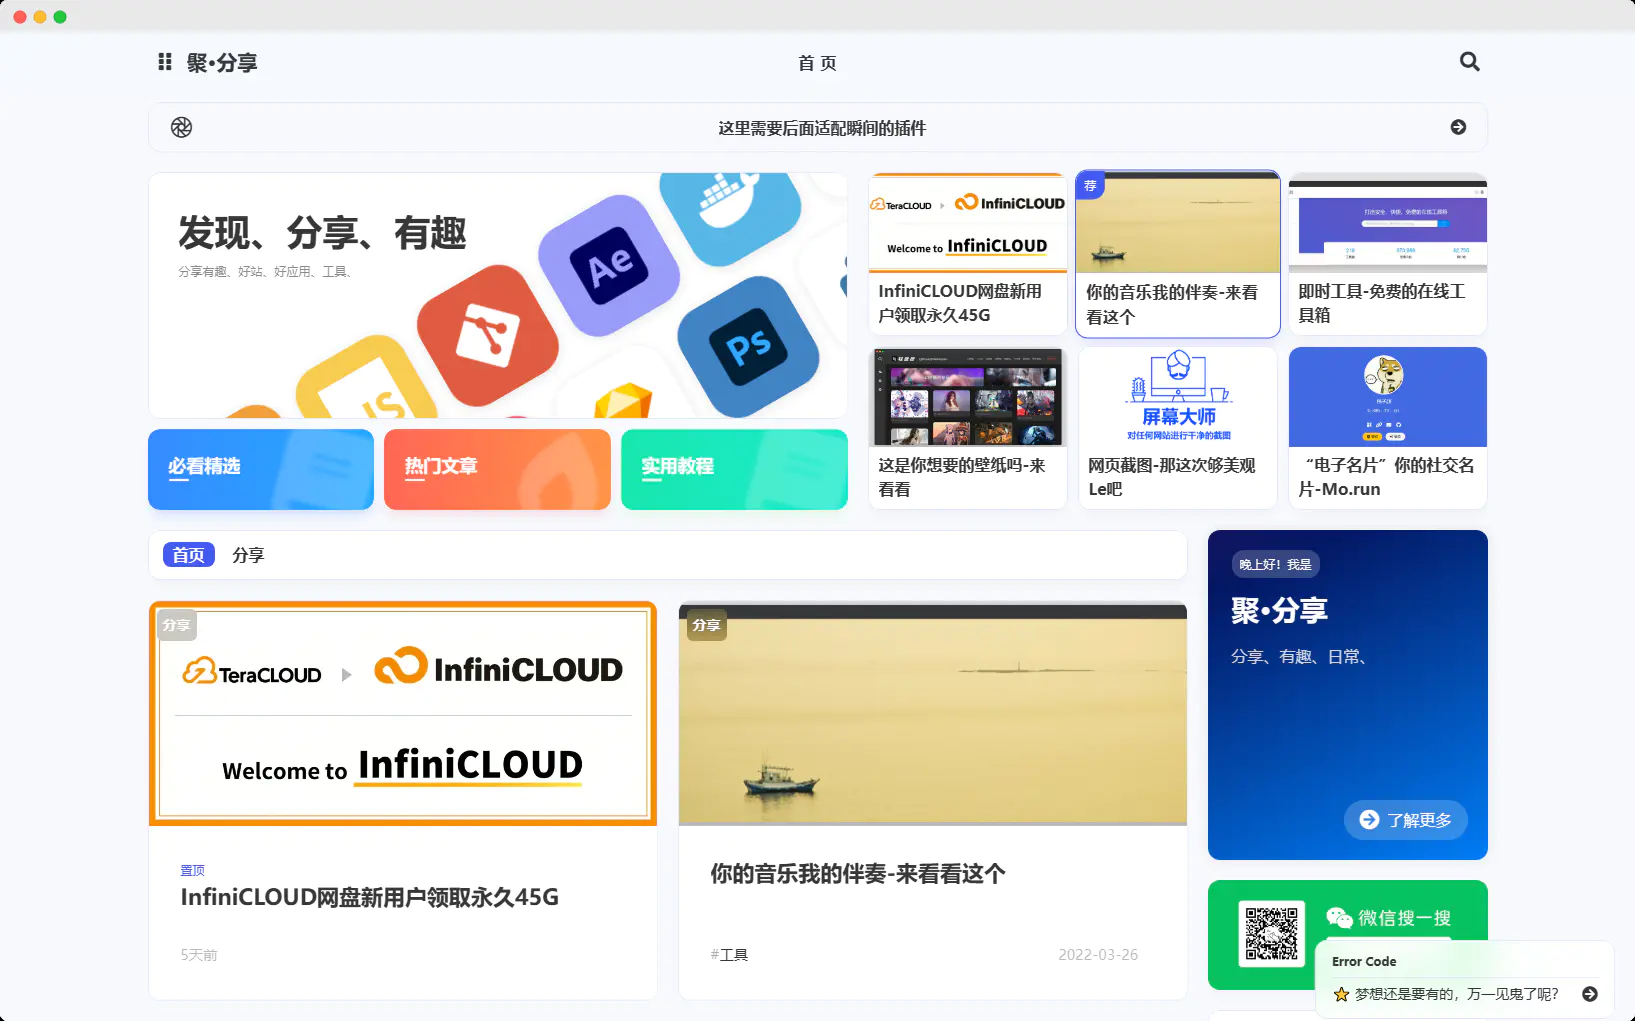 聚•分享
首 页
这里需要后面适配瞬间的插件
发现、分享、有趣
分享有趣、好站、好应用、工具、
Ae
Ps
JS
TeraCLOUD
InfiniCLOUD
Welcome to InfiniCLOUD
InfiniCLOUD网盘新用
户领取永久45G
荐
你的音乐我的伴奏-来看
看这个
即时工具-免费的在线工
具箱
这是你想要的壁纸吗-来
看看
屏幕大师
对任何网站进行干净的截图
网页截图-那这次够美观
Le吧
“电子名片”你的社交名
片-Mo.run
必看精选
热门文章
实用教程
首页
分享
分享
TeraCLOUD
InfiniCLOUD
Welcome to InfiniCLOUD
置顶
InfiniCLOUD网盘新用户领取永久45G
5天前
分享
你的音乐我的伴奏-来看看这个
#工具
2022-03-26
晚上好！我是
聚•分享
分享、有趣、日常、
了解更多
微信搜一搜
Error Code
梦想还是要有的，万一见鬼了呢？